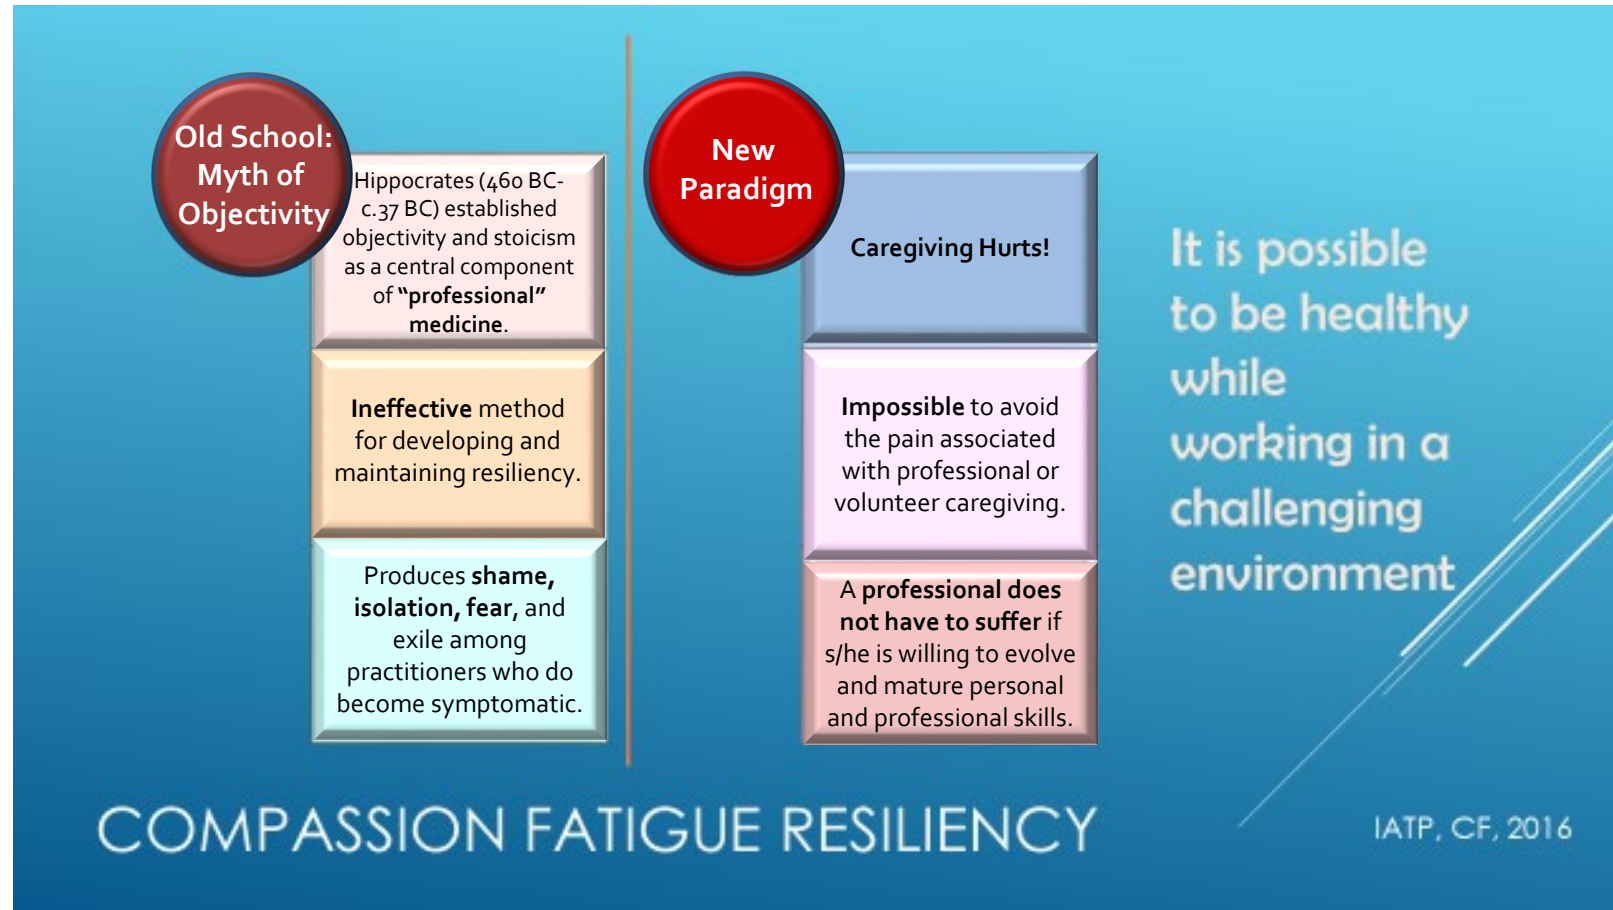 Old School:
Myth of
Objectivity
Hippocrates (460 BC-
c.37 BC) established
objectivity and stoicism
as a central component
of “professional”
medicine.
Ineffective method
for developing and
maintaining resiliency.
Produces shame,
isolation, fear, and
exile among
practitioners who do
become symptomatic.
New
Paradigm
Caregiving Hurts!
Impossible to avoid
the pain associated
with professional or
volunteer caregiving.
A professional does
not have to suffer if
s/he is willing to evolve
and mature personal
and professional skills.
It is possible
to be healthy
while
working in a
challenging
environment
COMPASSION FATIGUE RESILIENCY
IATP, CF, 2016